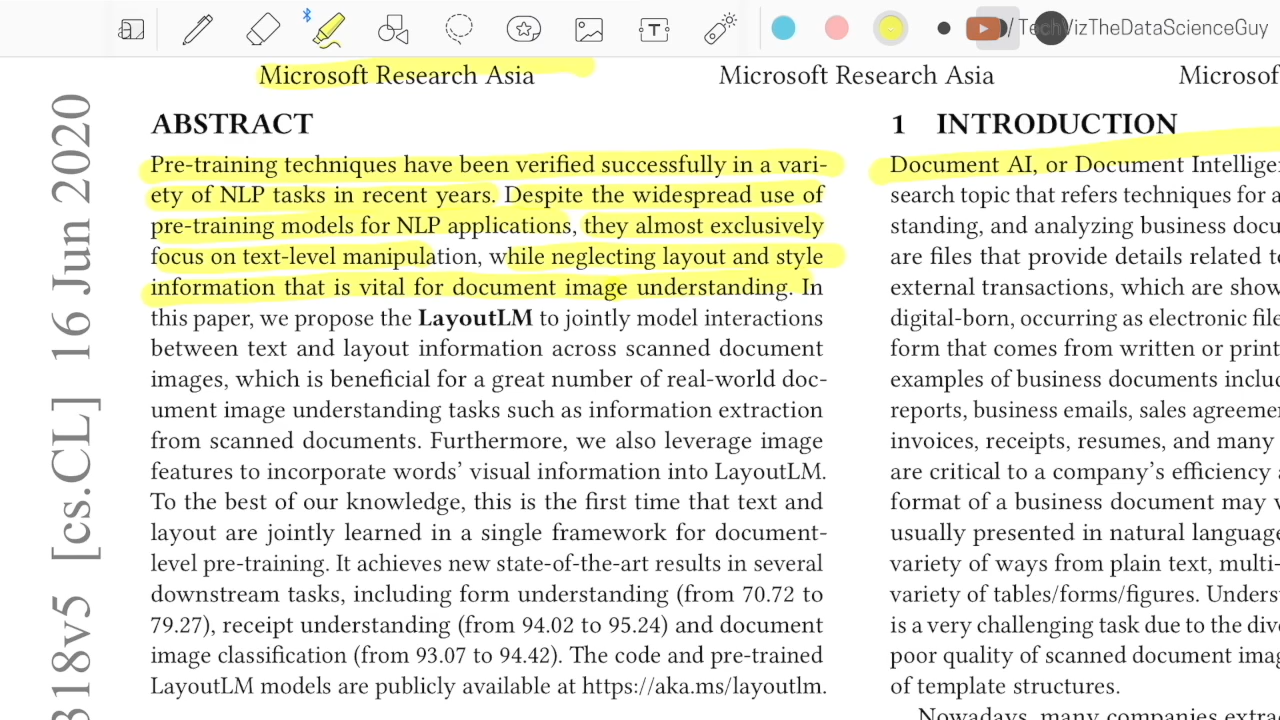 / TechVizTheDataScienceGuy
Microsoft Research Asia
Microsoft Research Asia
16 Jun 2020
[cs.CL]
18v5
ABSTRACT
Pre-training techniques have been verified successfully in a vari-
ety of NLP tasks in recent years. Despite the widespread use of
pre-training models for NLP applications, they almost exclusively
focus on text-level manipulation, while neglecting layout and style
information that is vital for document image understanding. In
this paper, we propose the LayoutLM to jointly model interactions
between text and layout information across scanned document
images, which is beneficial for a great number of real-world doc-
ument image understanding tasks such as information extraction
from scanned documents. Furthermore, we also leverage image
features to incorporate words' visual information into LayoutLM.
To the best of our knowledge, this is the first time that text and
layout are jointly learned in a single framework for document-
level pre-training. It achieves new state-of-the-art results in several
downstream tasks, including form understanding (from 70.72 to
79.27), receipt understanding (from 94.02 to 95.24) and document
image classification (from 93.07 to 94.42). The code and pre-trained
LayoutLM models are publicly available at https://aka.ms/layoutlm.
1 INTRODUCTION
Document AI, or Document
search topic that refers techniques for
standing, and analyzing business
are files that provide details related
external transactions, which are
digital-born, occurring as electronic
form that comes from written or
examples of business documents
reports, business emails, sales
invoices, receipts, resumes, and many
are critical to a company's efficiency
format of a business document may
usually presented in natural
variety of ways from plain text, multi-
variety of tables/forms/figures.
is a very challenging task due to the
poor quality of scanned document
of template structures.
Nowadays, many companies